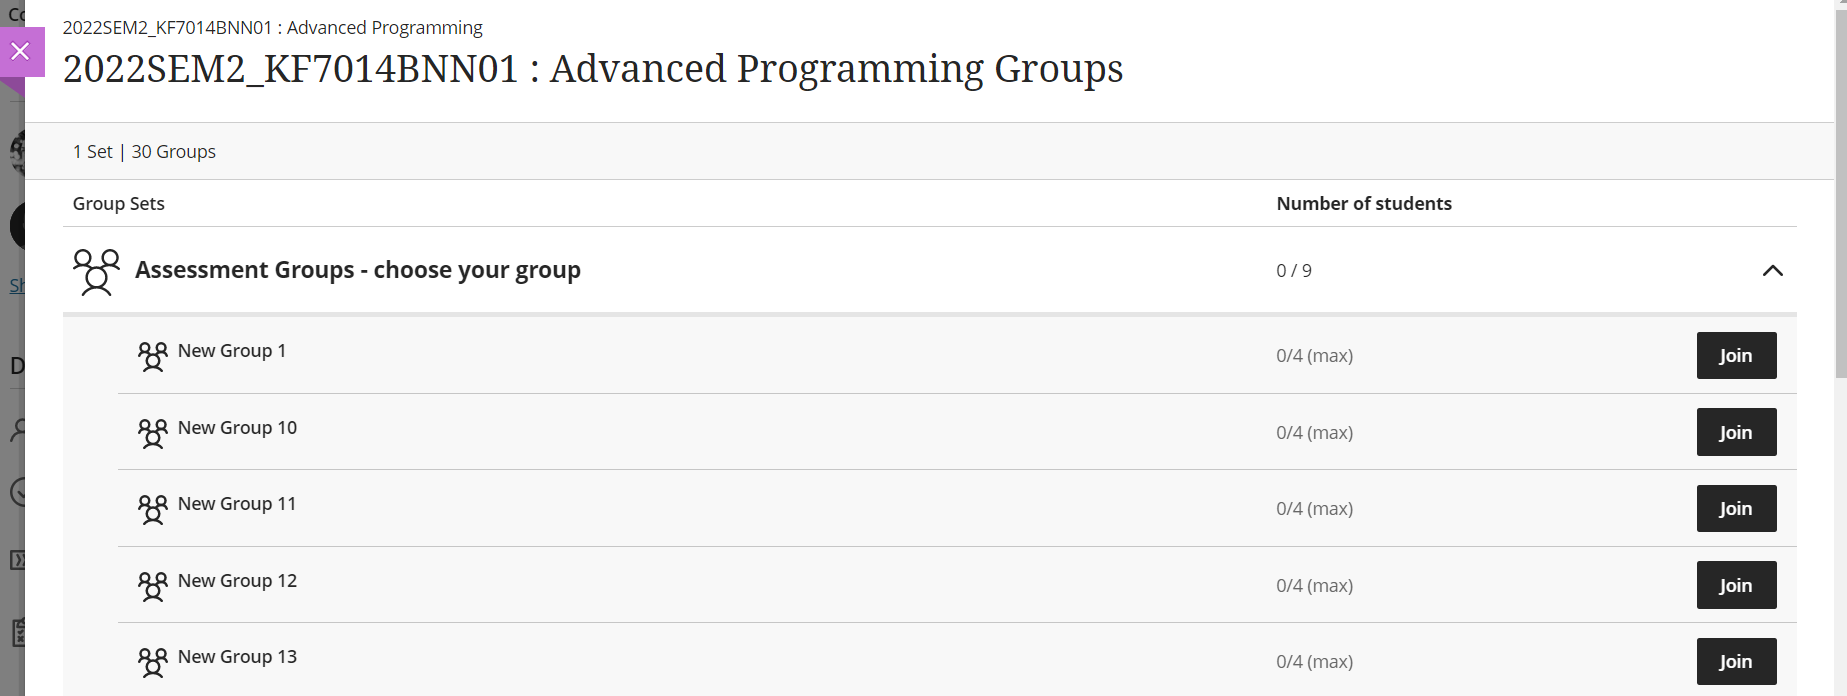 Co
2022SEM2_KF7014BNN01 : Advanced Programming
2022SEM2_KF7014BNN01 : Advanced Programming Groups
1 Set | 30 Groups
Group Sets Number of students
Assessment Groups - choose your group 0 / 9
New Group 1 0/4 (max) Join
New Group 10 0/4 (max) Join
New Group 11 0/4 (max) Join
New Group 12 0/4 (max) Join
New Group 13 0/4 (max) Join